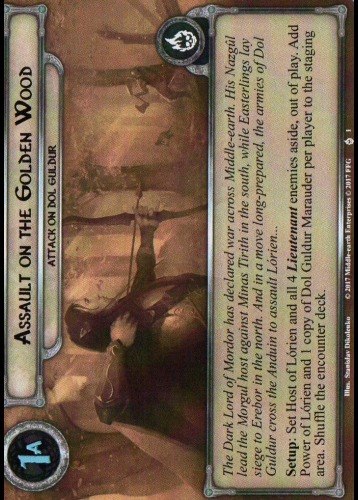 1A
Assault on the Golden Wood
Attack on Dol Guldur
The Dark Lord of Mordor has declared war across Middle-earth. His Nazgûl
lead the Morgul host against Minas Tirith in the south, while Easterlings lay
siege to Erebor in the north. And in a move long-prepared, the armies of Dol
Guldur cross the Anduin to assault Lórien...
Setup: Set Host of Lórien and all 4 Lieutenant enemies aside, out of play. Add
Power of Lórien and 1 copy of Dol Guldur Marauder per player to the staging
area. Shuffle the encounter deck.
Illus. Stanislav Dikolenko © 2017 Middle-earth Enterprises © 2017 FFG 1